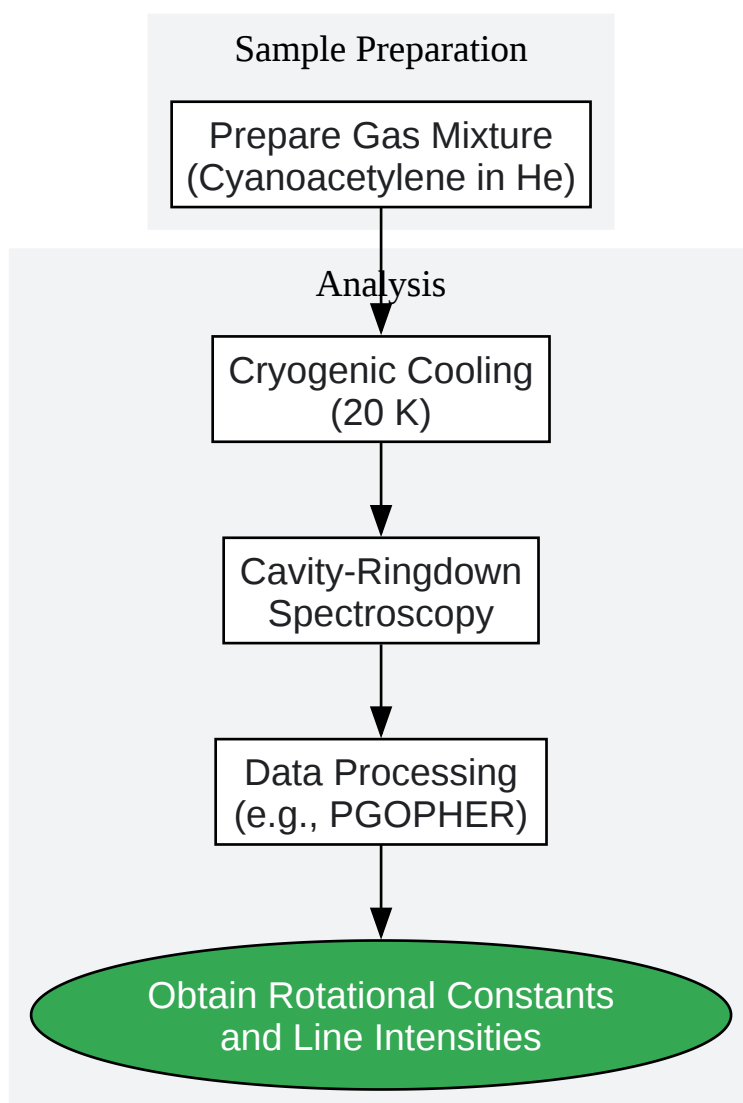 Sample Preparation
Prepare Gas Mixture
(Cyanoacetylene in He)
Analysis
Cryogenic Cooling
(20 K)
Cavity-Ringdown
Spectroscopy
Data Processing
(e.g., PGOPHER)
Obtain Rotational Constants
and Line Intensities